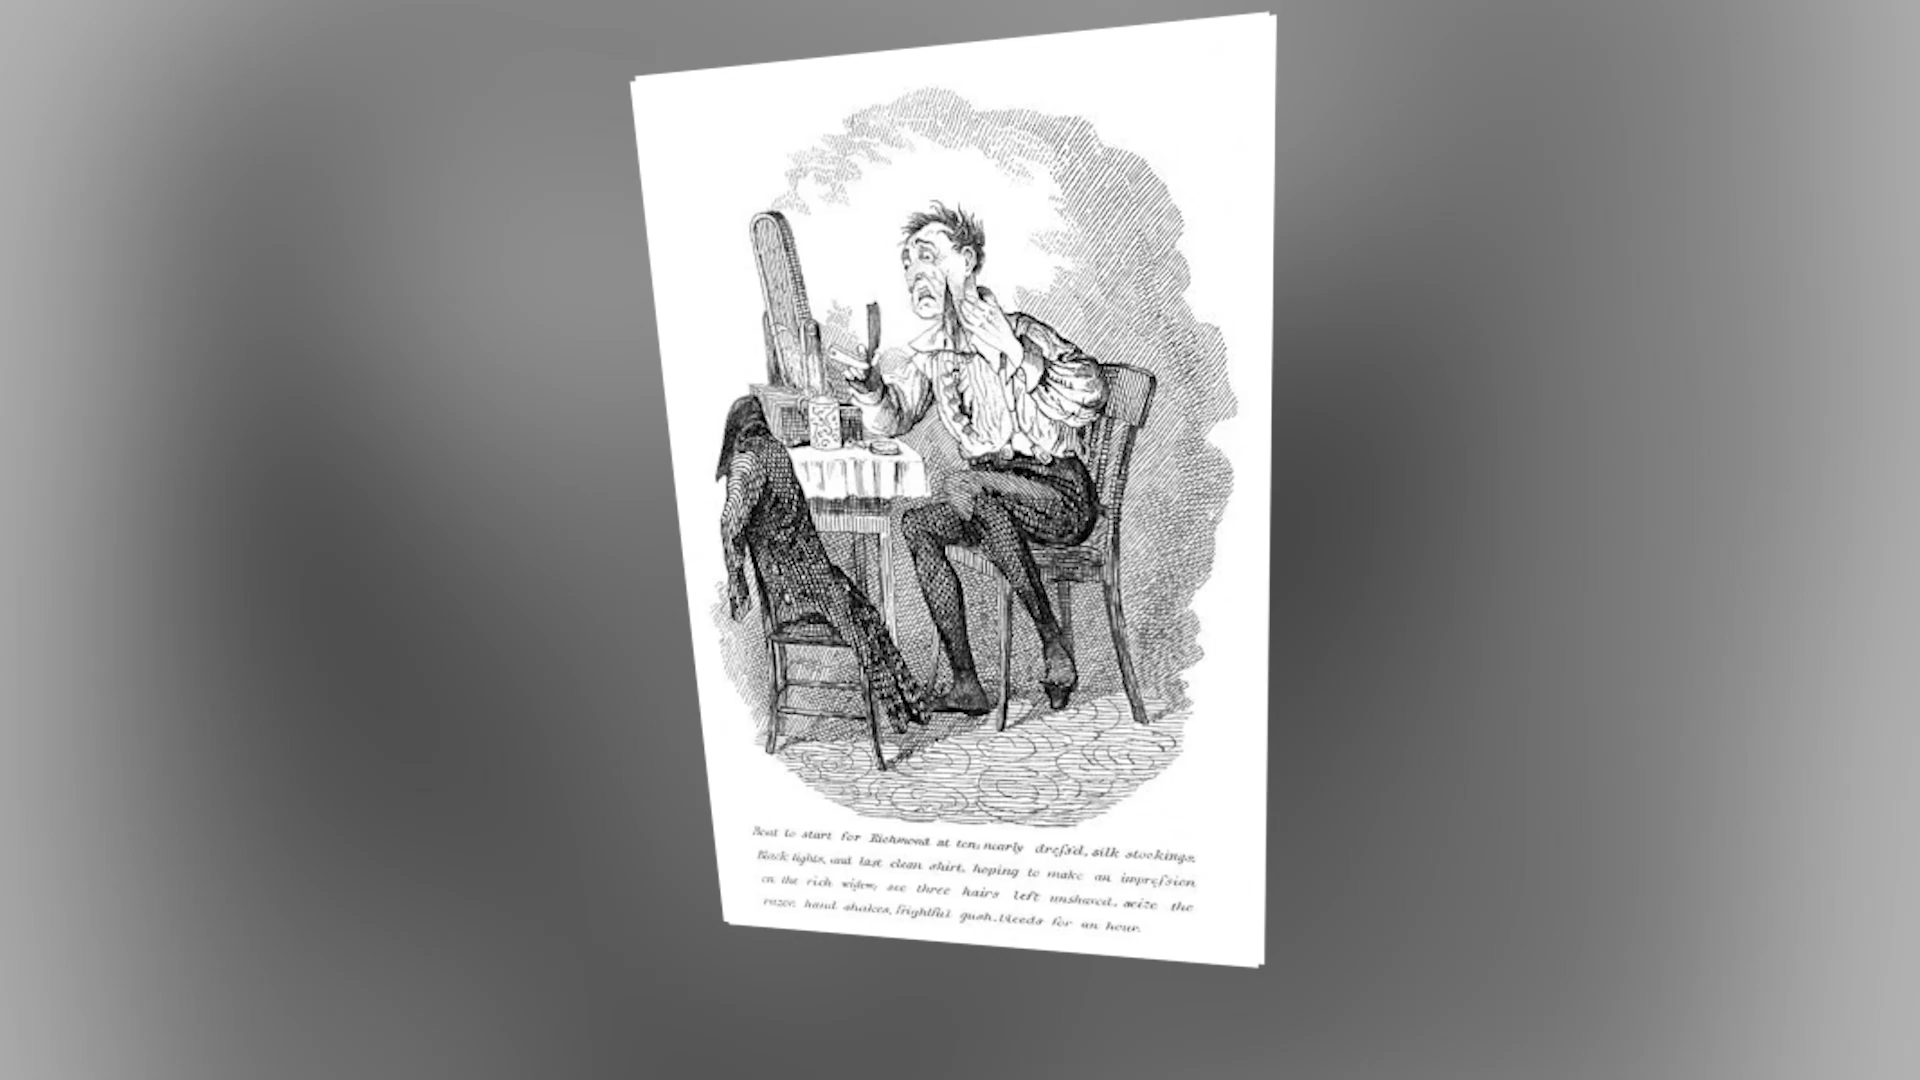 Bent to start for Richmond at ten, nearly dreſs'd, silk stockings,
Black tights, and last clean shirt, hoping to make an impreſsion
on the rich widow, see three hairs left unshaved, seize the
razor, hand shakes, frightful gush, bleeds for an hour.